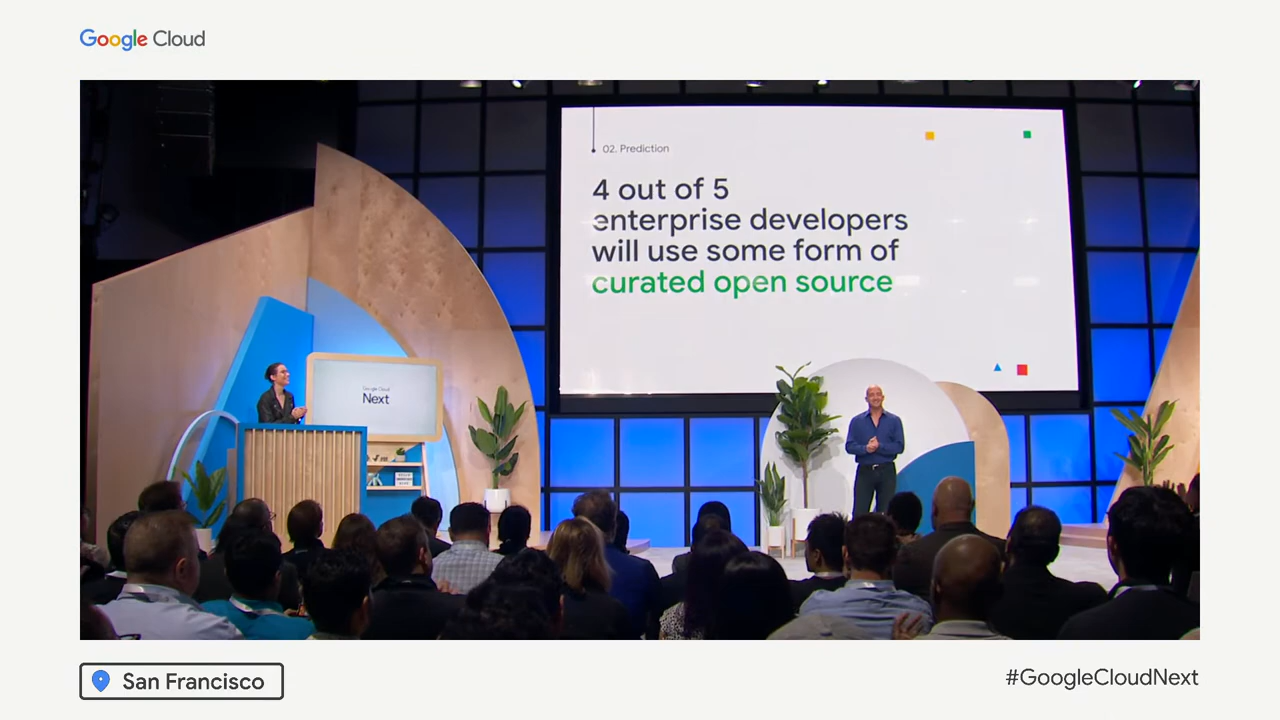 Google Cloud
02. Prediction
4 out of 5
enterprise developers
will use some form of
curated open source
Google Cloud
Next
San Francisco
#GoogleCloudNext